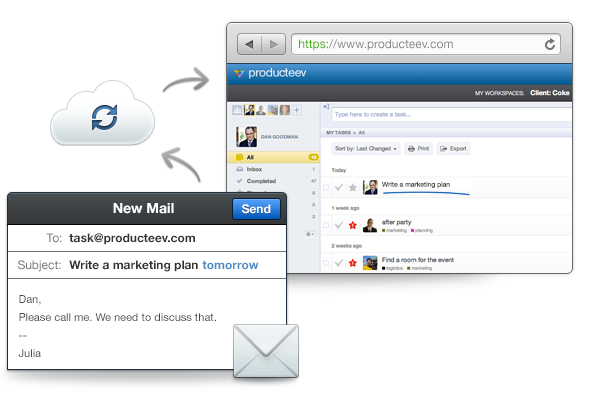 https://www.producteev.com
producteev
MY WORKSPACES: Client: Coke
Type here to create a task...
DAN GOODMAN
MY TASKS All
All
Sort by: Last Changed
Print
Export
Inbox 1
Today
Completed 47
Write a marketing plan
1 week ago
after party
marketing planning
2 weeks ago
Find a room for the event
logistics marketing
New Mail
Send
To: task@producteev.com
Subject: Write a marketing plan tomorrow
Dan,
Please call me. We need to discuss that.
--
Julia